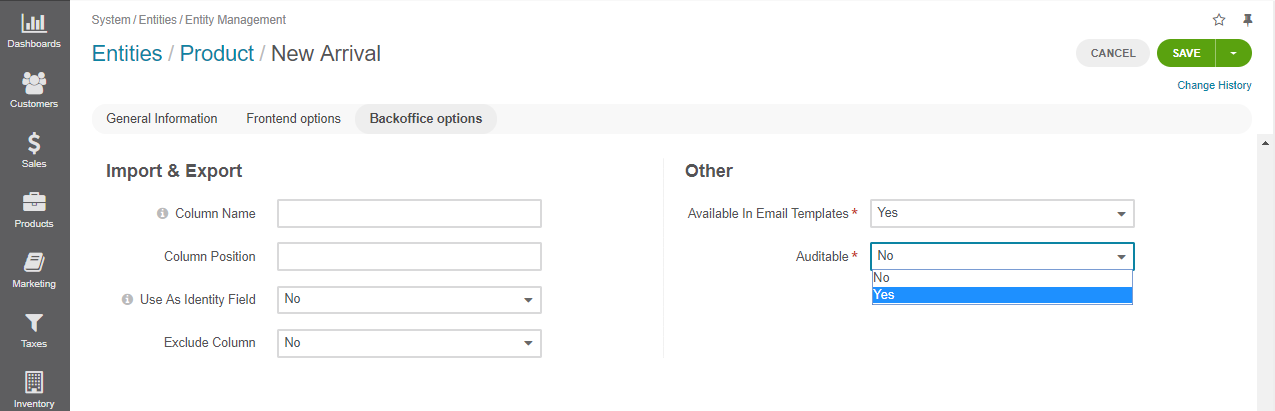 System / Entities / Entity Management
Entities / Product / New Arrival
CANCEL
SAVE
Change History
Dashboards
Customers
Sales
Products
Marketing
Taxes
Inventory
General Information
Frontend options
Backoffice options
Import & Export
Column Name
Column Position
Use As Identity Field
No
Exclude Column
No
Other
Available In Email Templates *
Yes
Auditable *
No
No
Yes